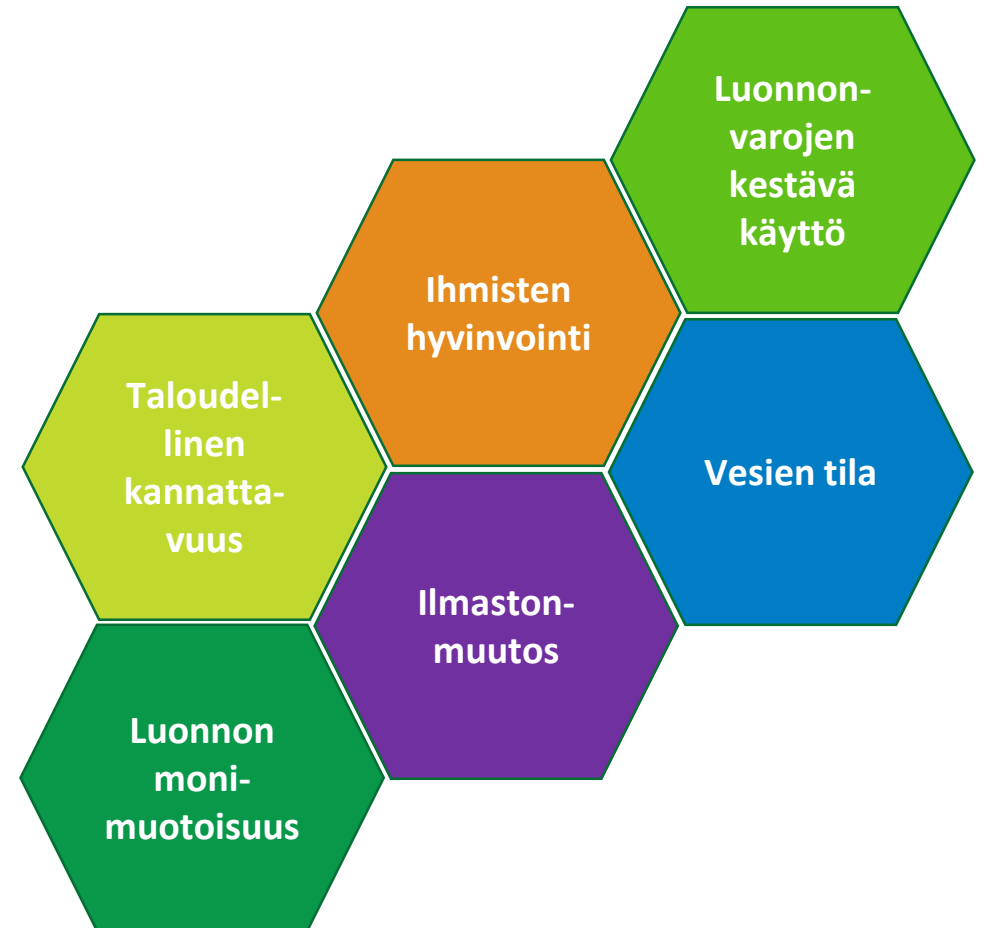 Luonnon-
varojen
kestävä
käyttö
Ihmisten
hyvinvointi
Taloudel-
linen
kannatta-
vuus
Vesien tila
Ilmaston-
muutos
Luonnon
moni-
muotoisuus